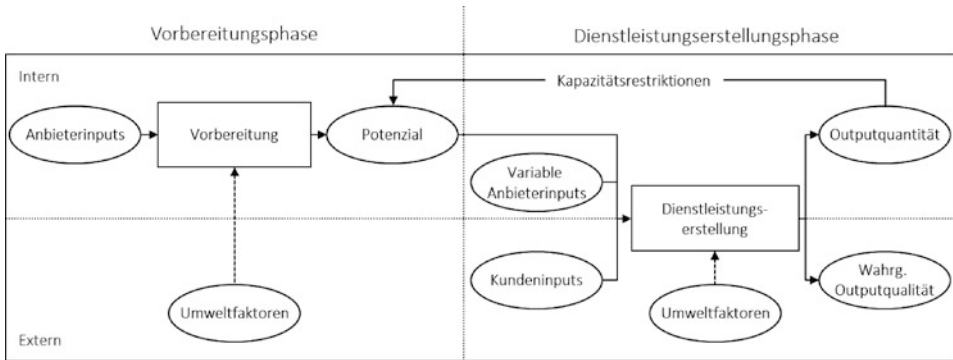 Vorbereitungsphase
Dienstleistungserstellungsphase
Intern
Kapazitätsrestriktionen
Anbieterinputs
Vorbereitung
Potenzial
Outputquantität
Variable
Anbieterinputs
Dienstleistungs-
erstellung
Kundeninputs
Wahrg.
Outputqualität
Umweltfaktoren
Umweltfaktoren
Extern